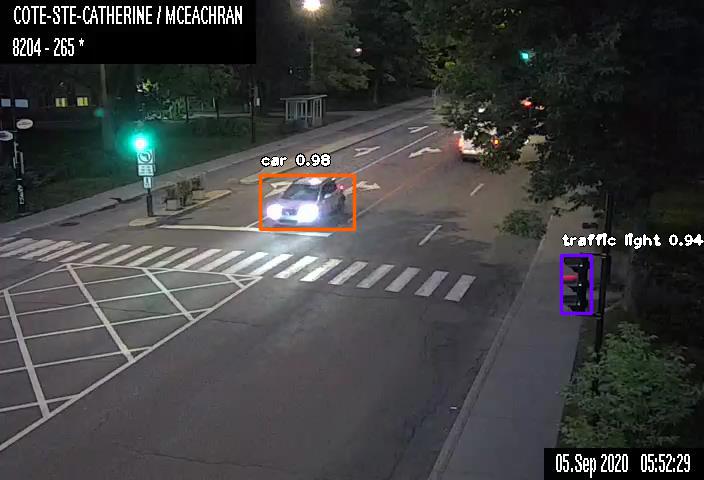 COTE-STE-CATHERINE / MCEACHRAN
8204 - 265 *
car 0.98
traffic light 0.94
05.Sep 2020 05:52:29